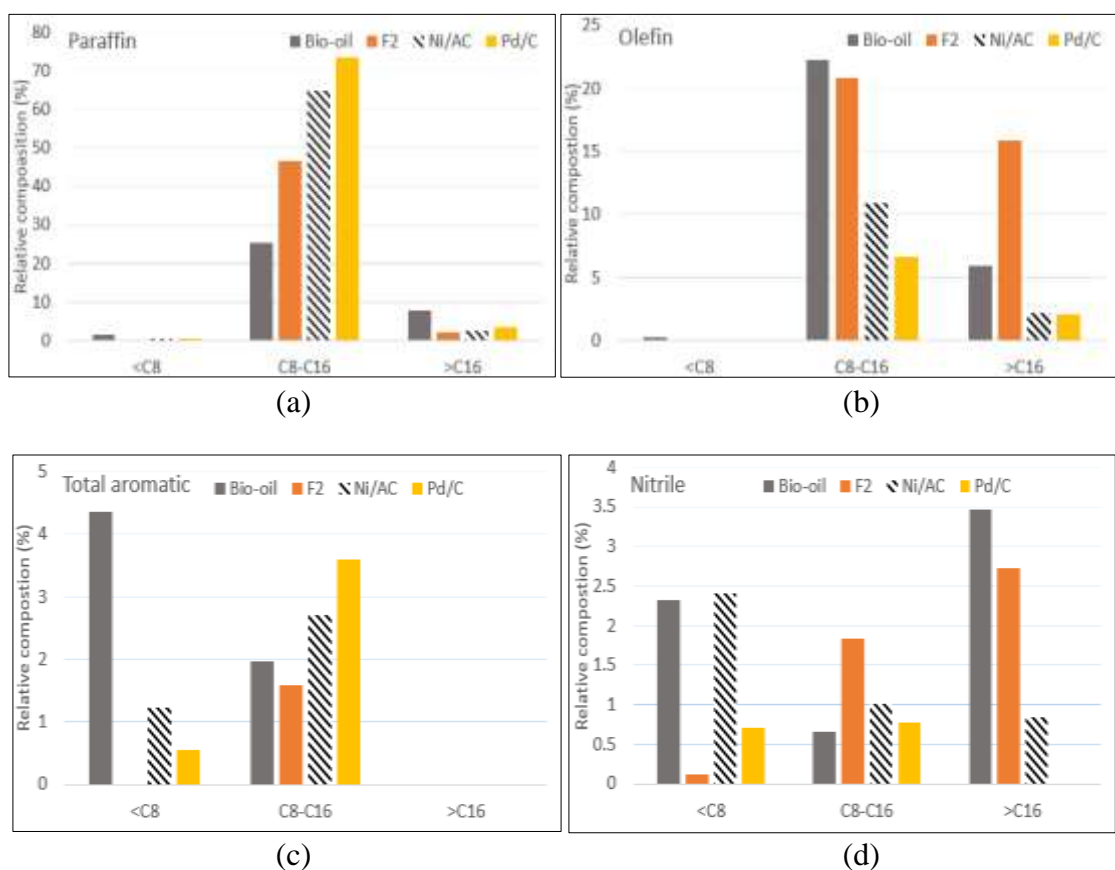 Paraffin
Bio-oil F2 Ni/AC Pd/C
Relative compoasition (%)
80
70
60
50
40
30
20
10
0
<C8 C8-C16 >C16
(a)
Olefin
Bio-oil F2 Ni/AC Pd/C
Relative compostion (%)
25
20
15
10
5
0
<C8 C8-C16 >C16
(b)
Total aromatic
Bio-oil F2 Ni/AC Pd/C
Relative compostion (%)
5
4
3
2
1
0
<C8 C8-C16 >C16
(c)
Nitrile
Bio-oil F2 Ni/AC Pd/C
Relative compostion (%)
4
3.5
3
2.5
2
1.5
1
0.5
0
<C8 C8-C16 >C16
(d)